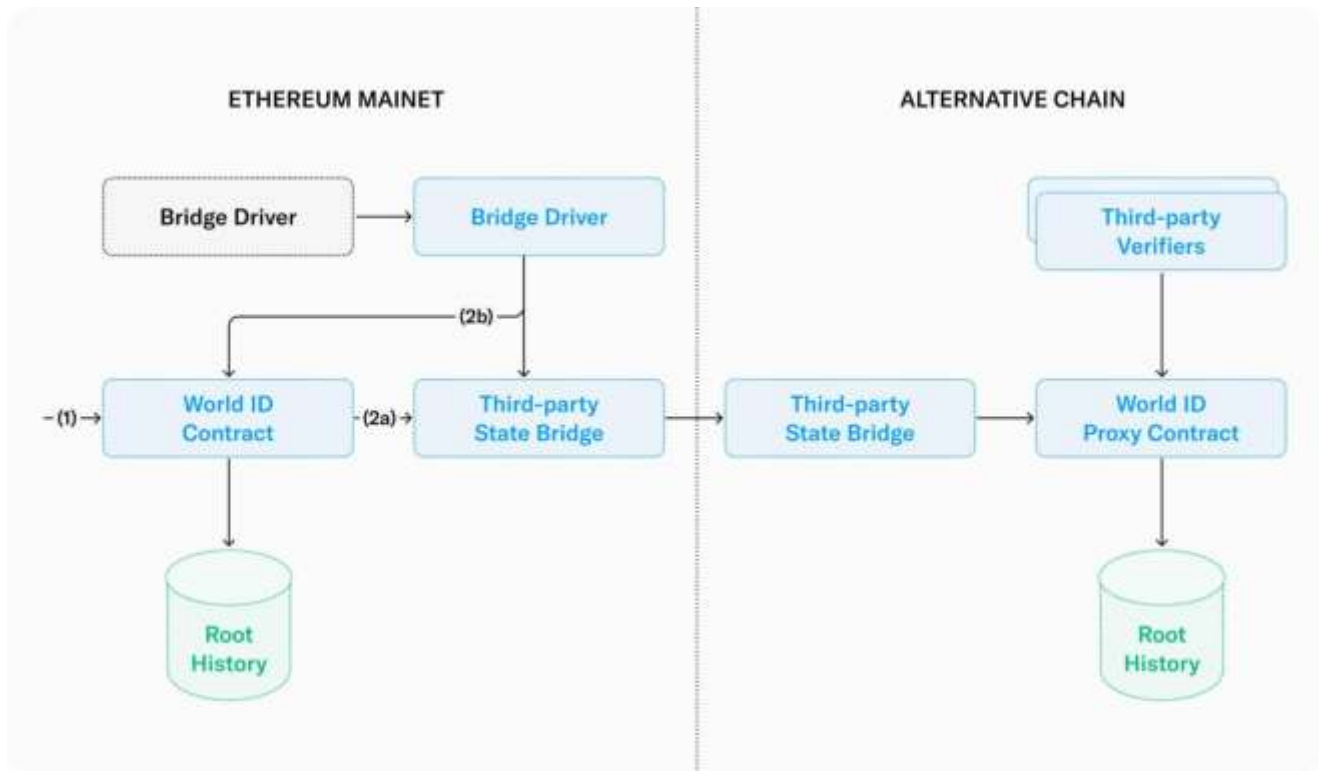 ETHEREUM MAINET
ALTERNATIVE CHAIN
Bridge Driver
Bridge Driver
Third-party
Verifiers
(2b)
(1)
World ID
Contract
(2a)
Third-party
State Bridge
Third-party
State Bridge
World ID
Proxy Contract
Root
History
Root
History